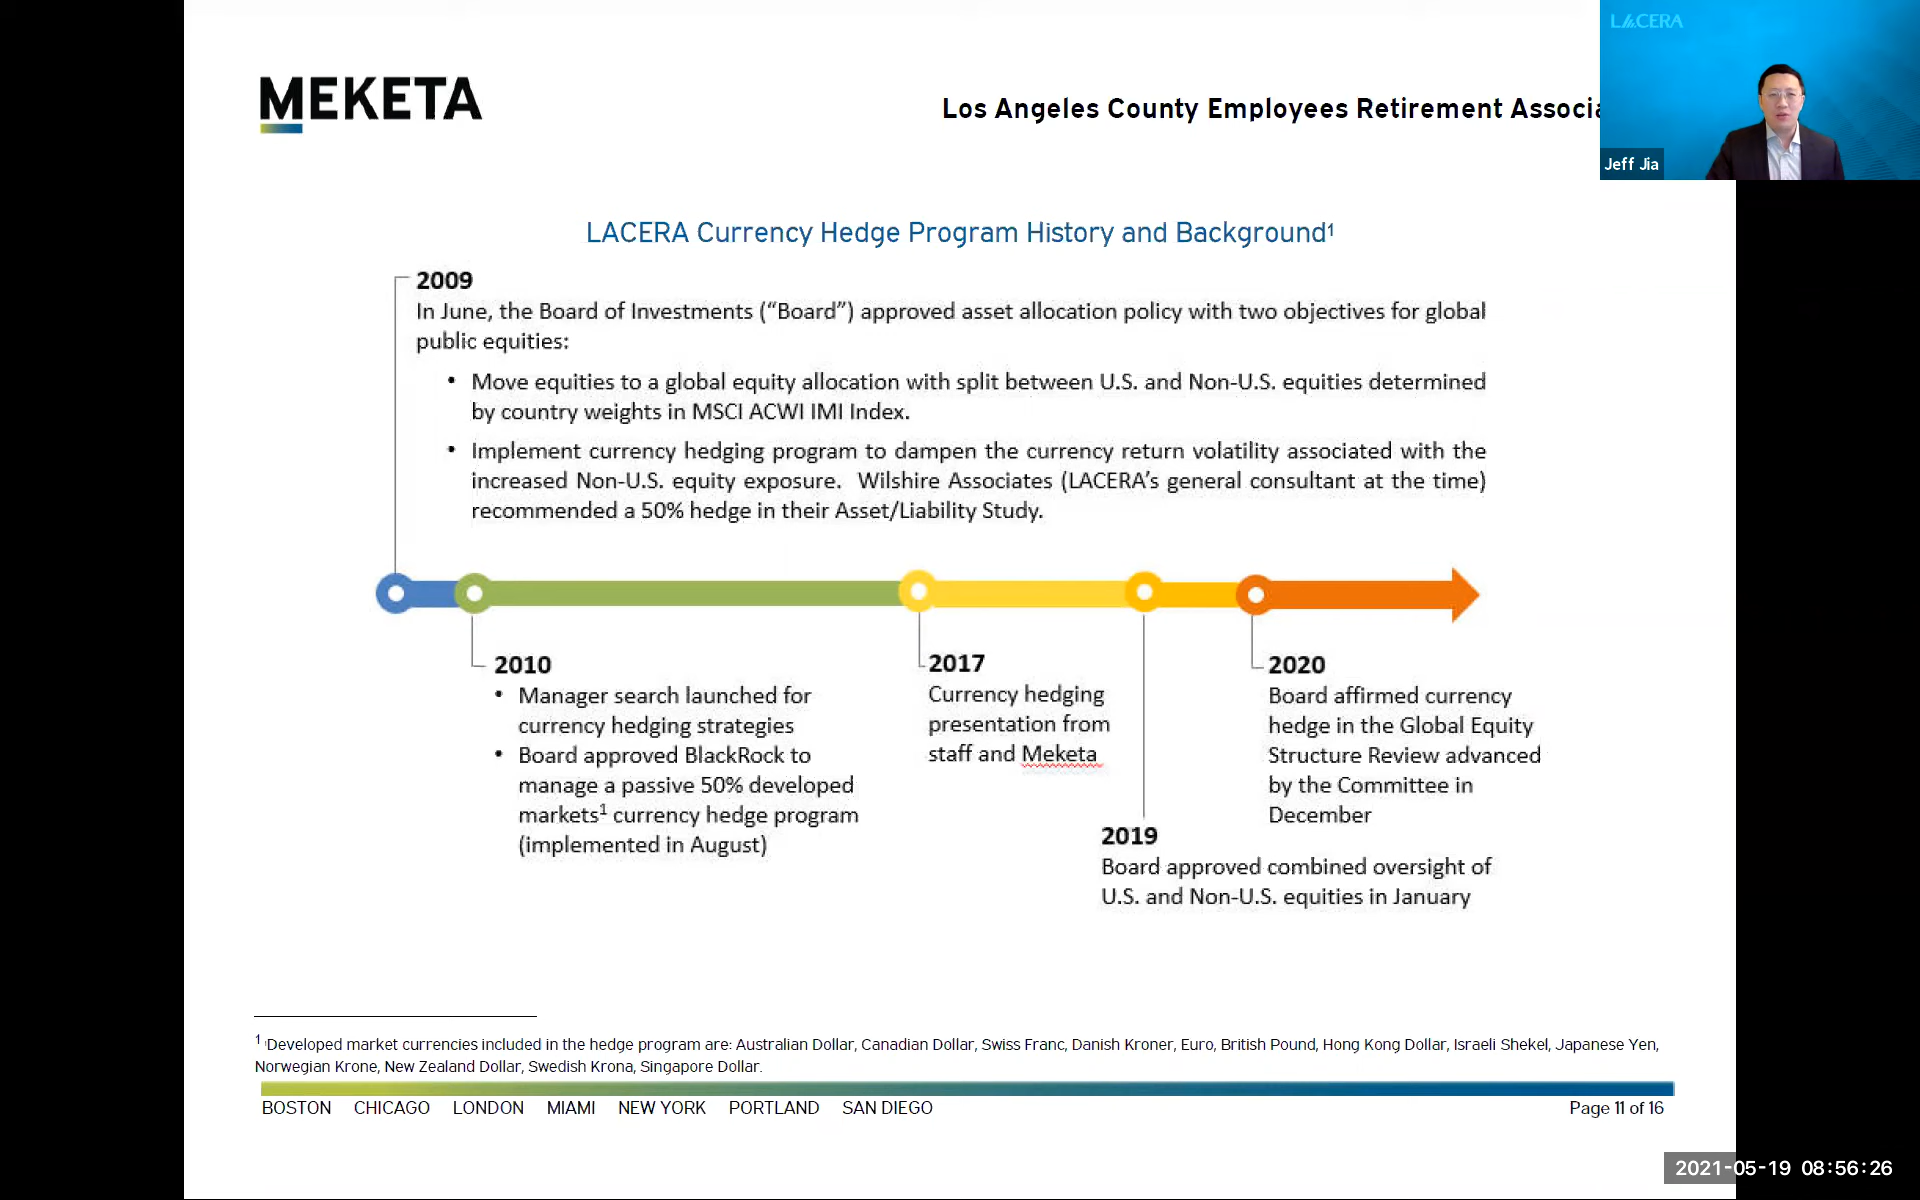 MEKETA
Los Angeles County Employees Retirement Associa
LACERA
Jeff Jia
LACERA Currency Hedge Program History and Background¹
2009
In June, the Board of Investments (“Board”) approved asset allocation policy with two objectives for global
public equities:
• Move equities to a global equity allocation with split between U.S. and Non-U.S. equities determined
by country weights in MSCI ACWI IMI Index.
• Implement currency hedging program to dampen the currency return volatility associated with the
increased Non-U.S. equity exposure. Wilshire Associates (LACERA’s general consultant at the time)
recommended a 50% hedge in their Asset/Liability Study.
2010
• Manager search launched for
currency hedging strategies
• Board approved BlackRock to
manage a passive 50% developed
markets¹ currency hedge program
(implemented in August)
2017
Currency hedging
presentation from
staff and Meketa
2019
Board approved combined oversight of
U.S. and Non-U.S. equities in January
2020
Board affirmed currency
hedge in the Global Equity
Structure Review advanced
by the Committee in
December
¹ Developed market currencies included in the hedge program are: Australian Dollar, Canadian Dollar, Swiss Franc, Danish Kroner, Euro, British Pound, Hong Kong Dollar, Israeli Shekel, Japanese Yen,
Norwegian Krone, New Zealand Dollar, Swedish Krona, Singapore Dollar.
BOSTON CHICAGO LONDON MIAMI NEW YORK PORTLAND SAN DIEGO
Page 11 of 16
2021-05-19 08:56:26